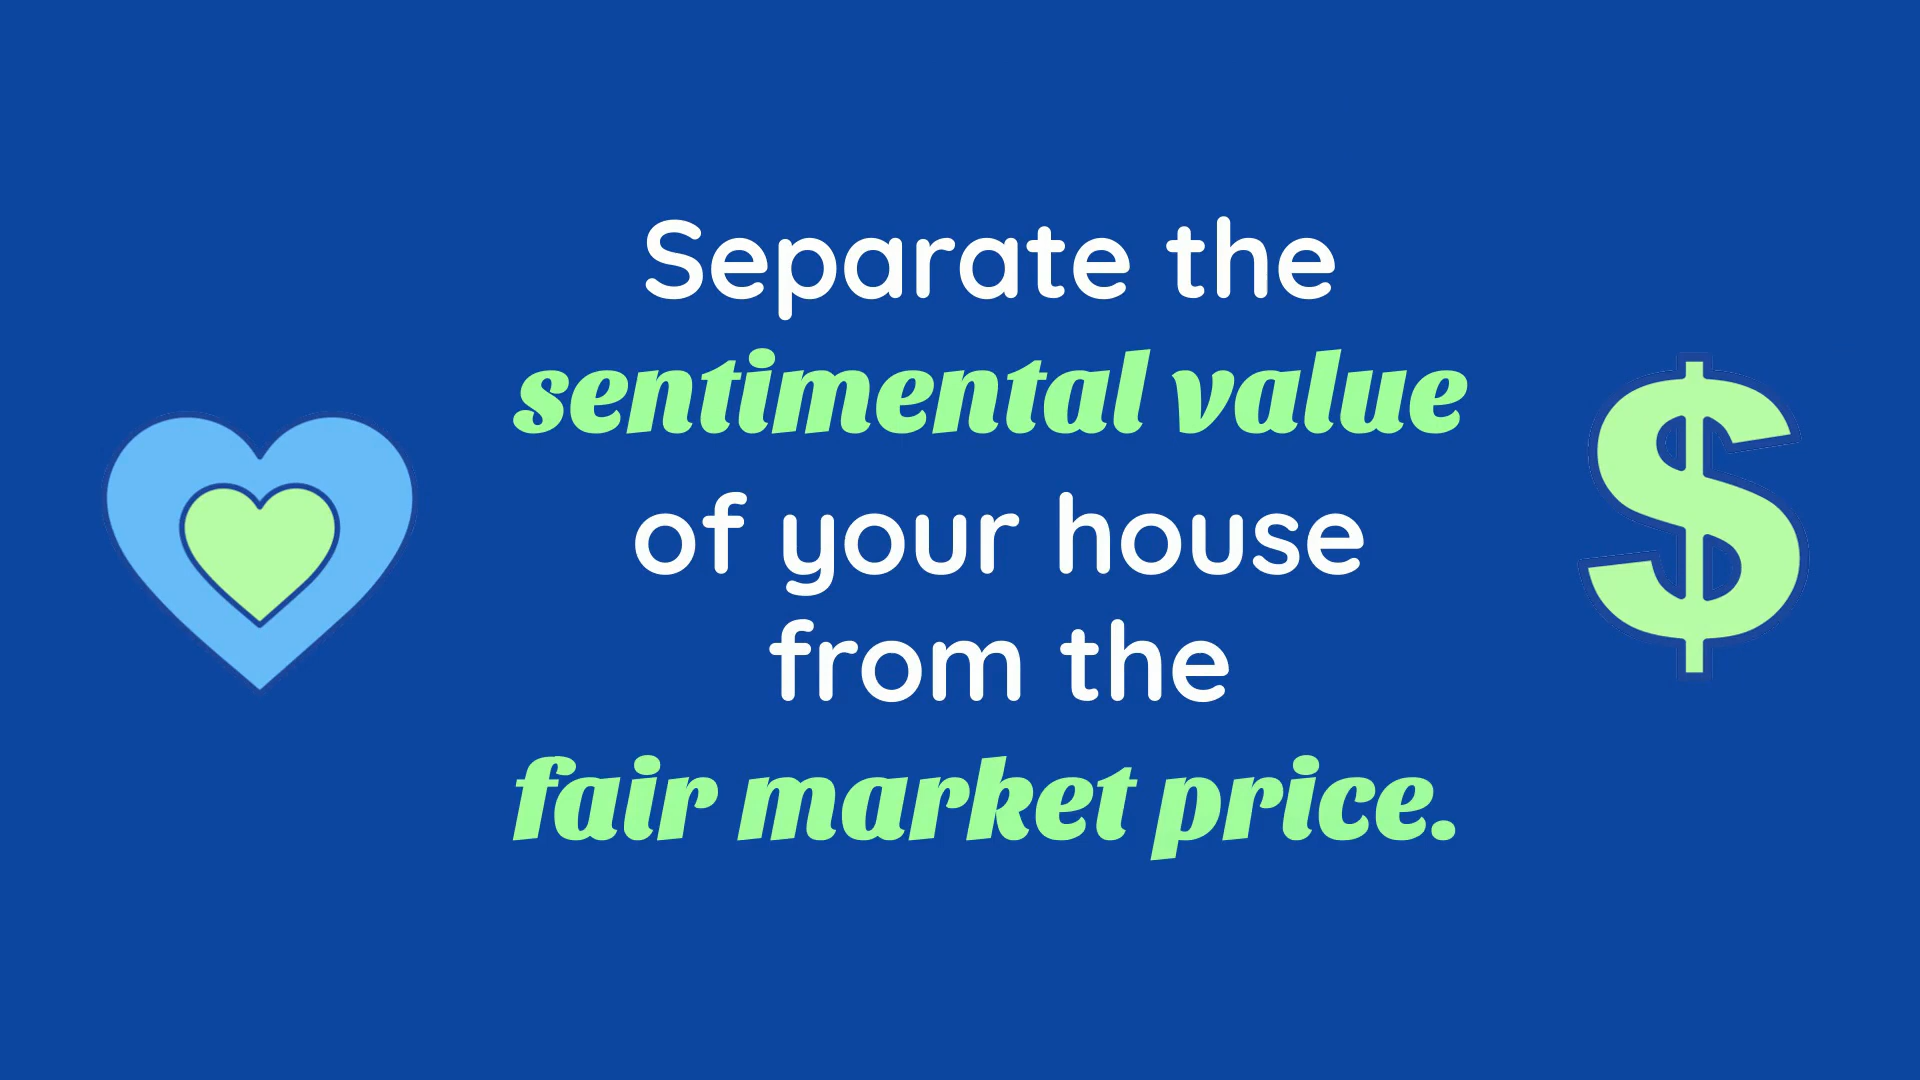 Separate the
sentimental value
of your house
from the
fair market price.
$